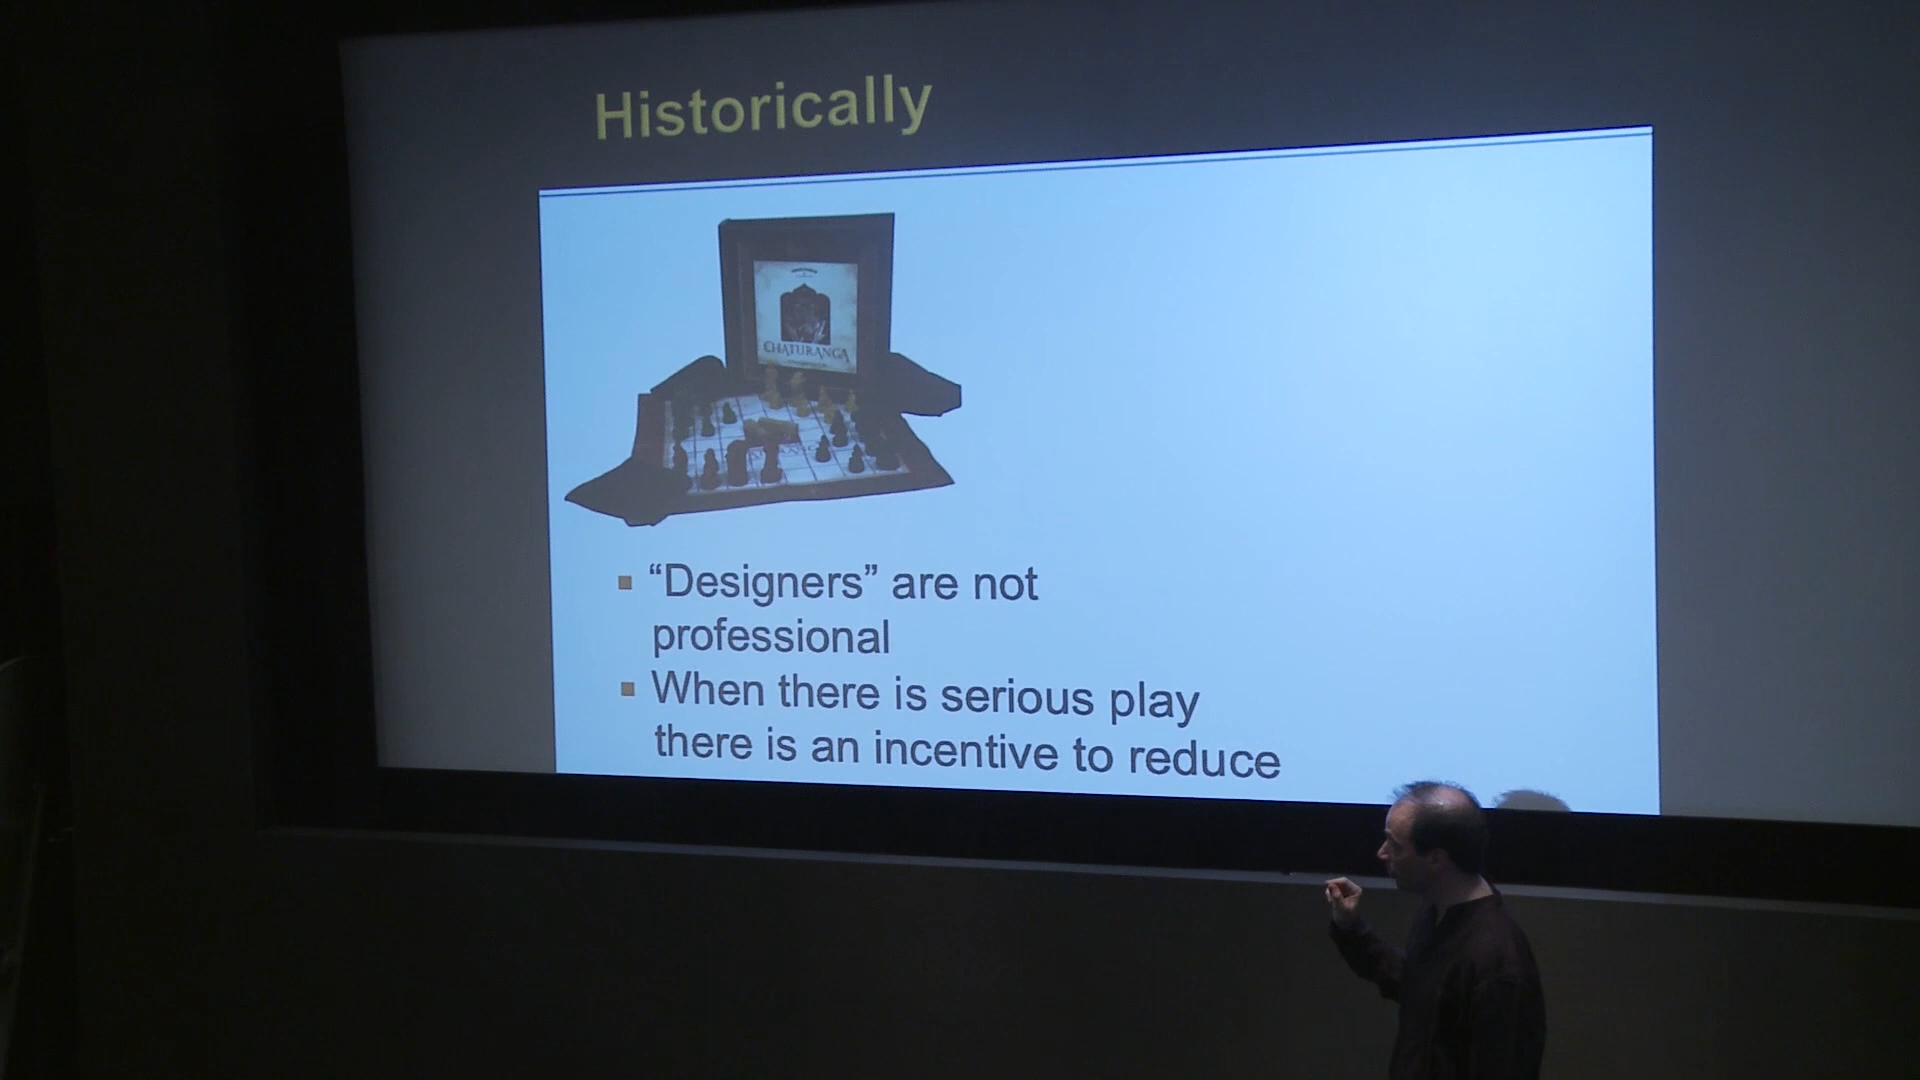 Historically
CHATURANGA
“Designers” are not
professional
When there is serious play
there is an incentive to reduce